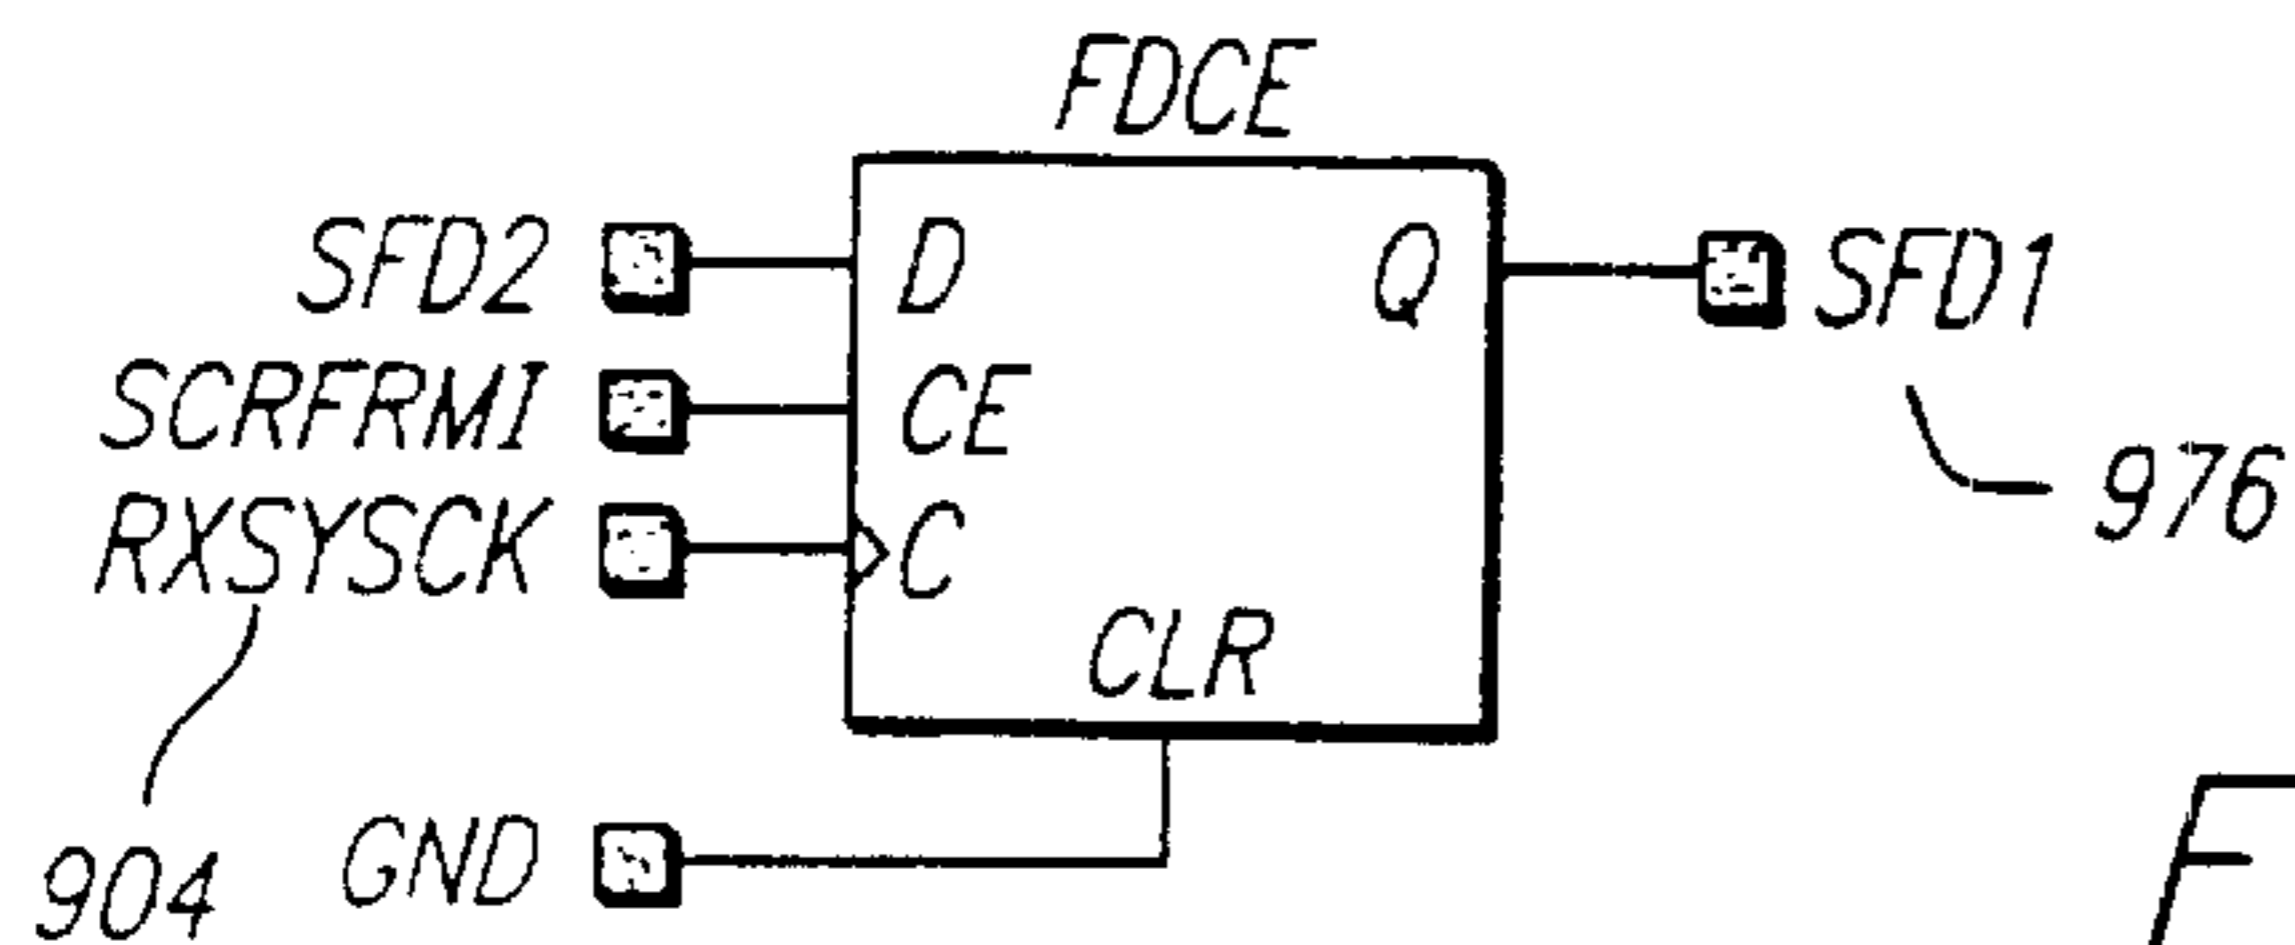 FDCE
SFD2 D Q SFD1
SCRFRMI CE
RXSYSCK C
976
CLR
904 GND
F